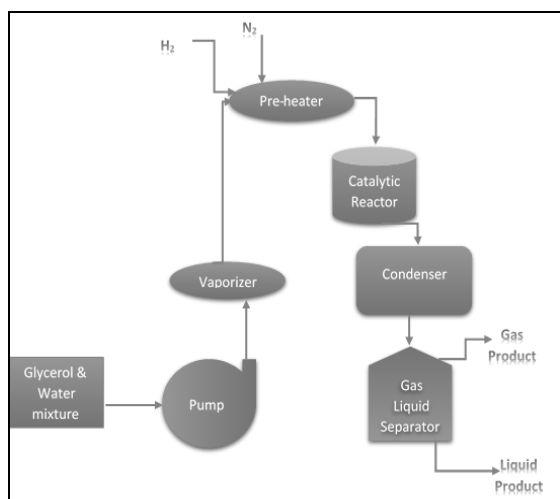 N₂
H₂
Pre-heater
Catalytic
Reactor
Vaporizer
Condenser
Glycerol &
Water
mixture
Pump
Gas
Liquid
Separator
Gas
Product
Liquid
Product